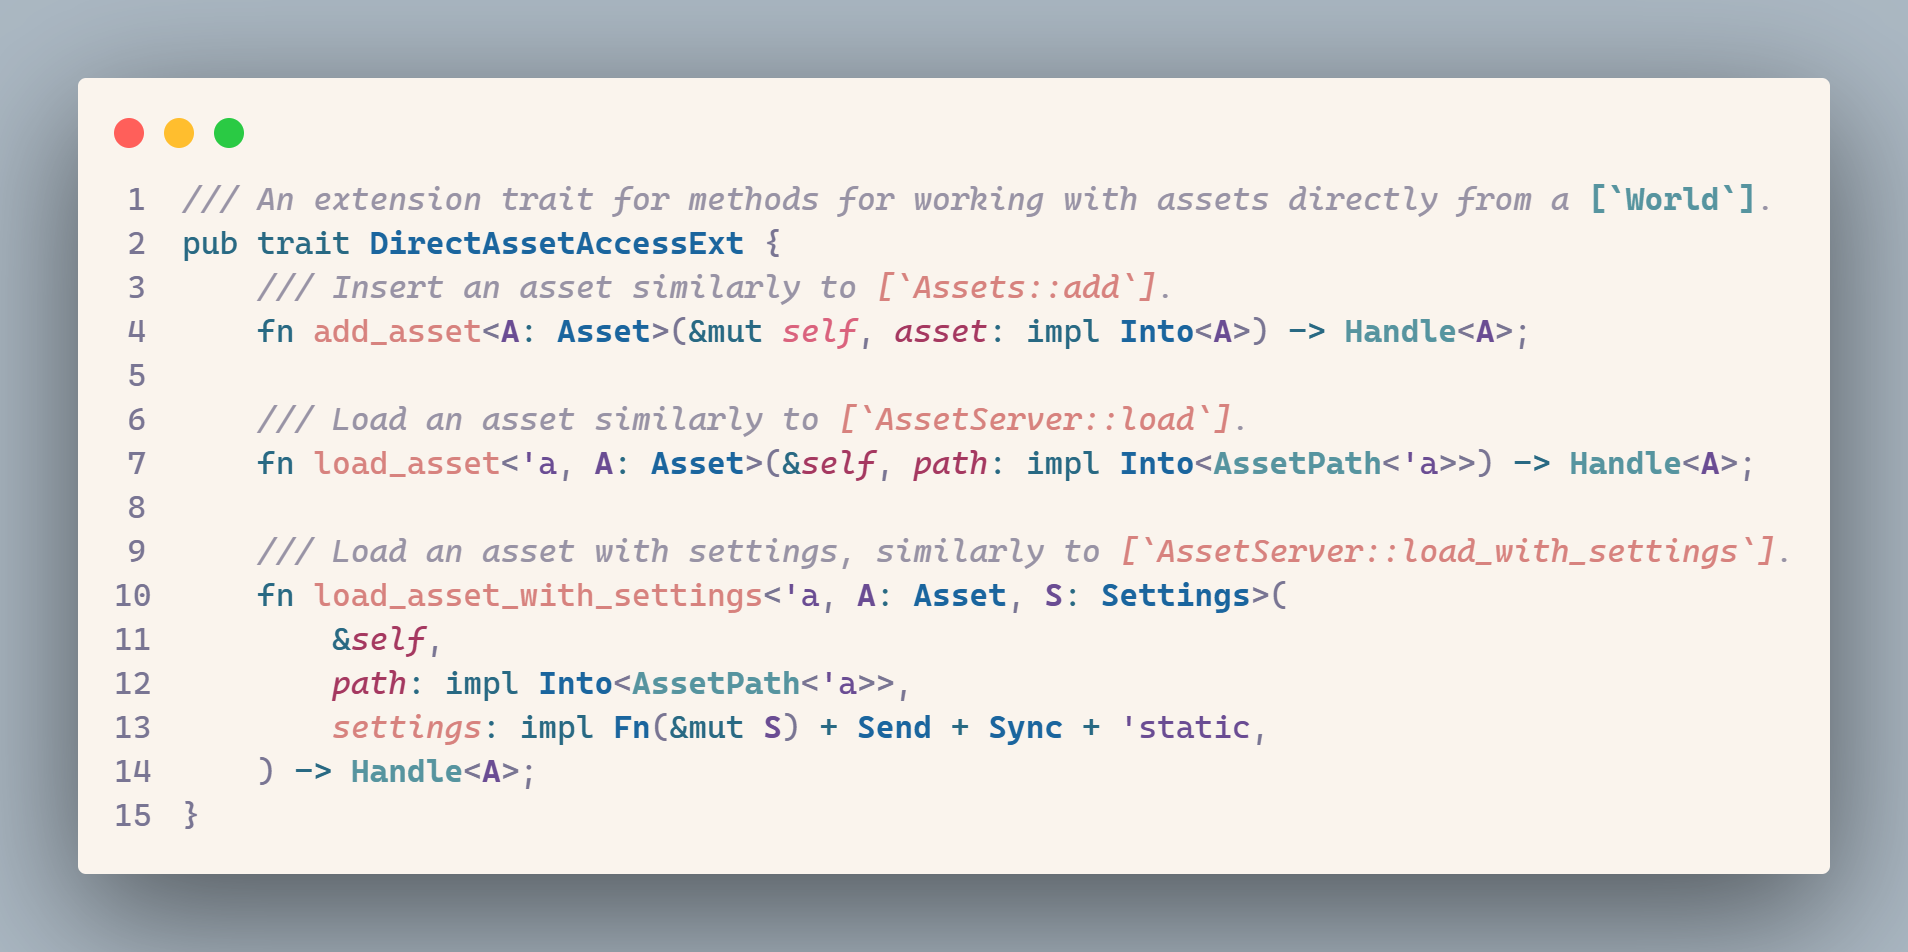 1 /// An extension trait for methods for working with assets directly from a [`World`].
2 pub trait DirectAssetAccessExt {
3     /// Insert an asset similarly to [`Assets::add`].
4     fn add_asset<A: Asset>(&mut self, asset: impl Into<A>) -> Handle<A>;
5
6     /// Load an asset similarly to [`AssetServer::load`].
7     fn load_asset<'a, A: Asset>(&self, path: impl Into<AssetPath<'a>>) -> Handle<A>;
8
9     /// Load an asset with settings, similarly to [`AssetServer::load_with_settings`].
10     fn load_asset_with_settings<'a, A: Asset, S: Settings>(
11         &self,
12         path: impl Into<AssetPath<'a>>,
13         settings: impl Fn(&mut S) + Send + Sync + 'static,
14     ) -> Handle<A>;
15 }